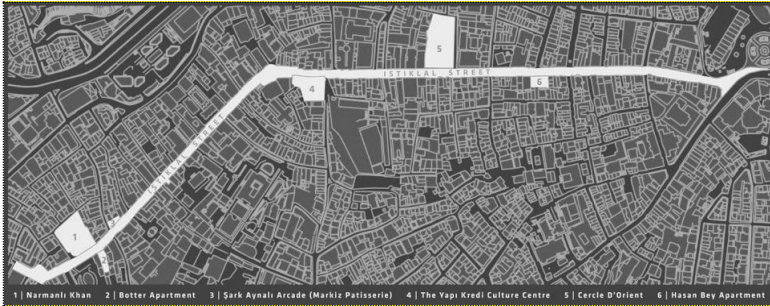 5
ISTIKLAL STREET
6
4
ISTIKLAL STREET
3
1
2
1 | Narmanlı Khan 2 | Botter Apartment 3 | Şark Aynalı Arcade (Markiz Patisserie) 4 | The Yapı Kredi Culture Centre 5 | Cercle D'Orient 6 | Hasan Bey Apartment